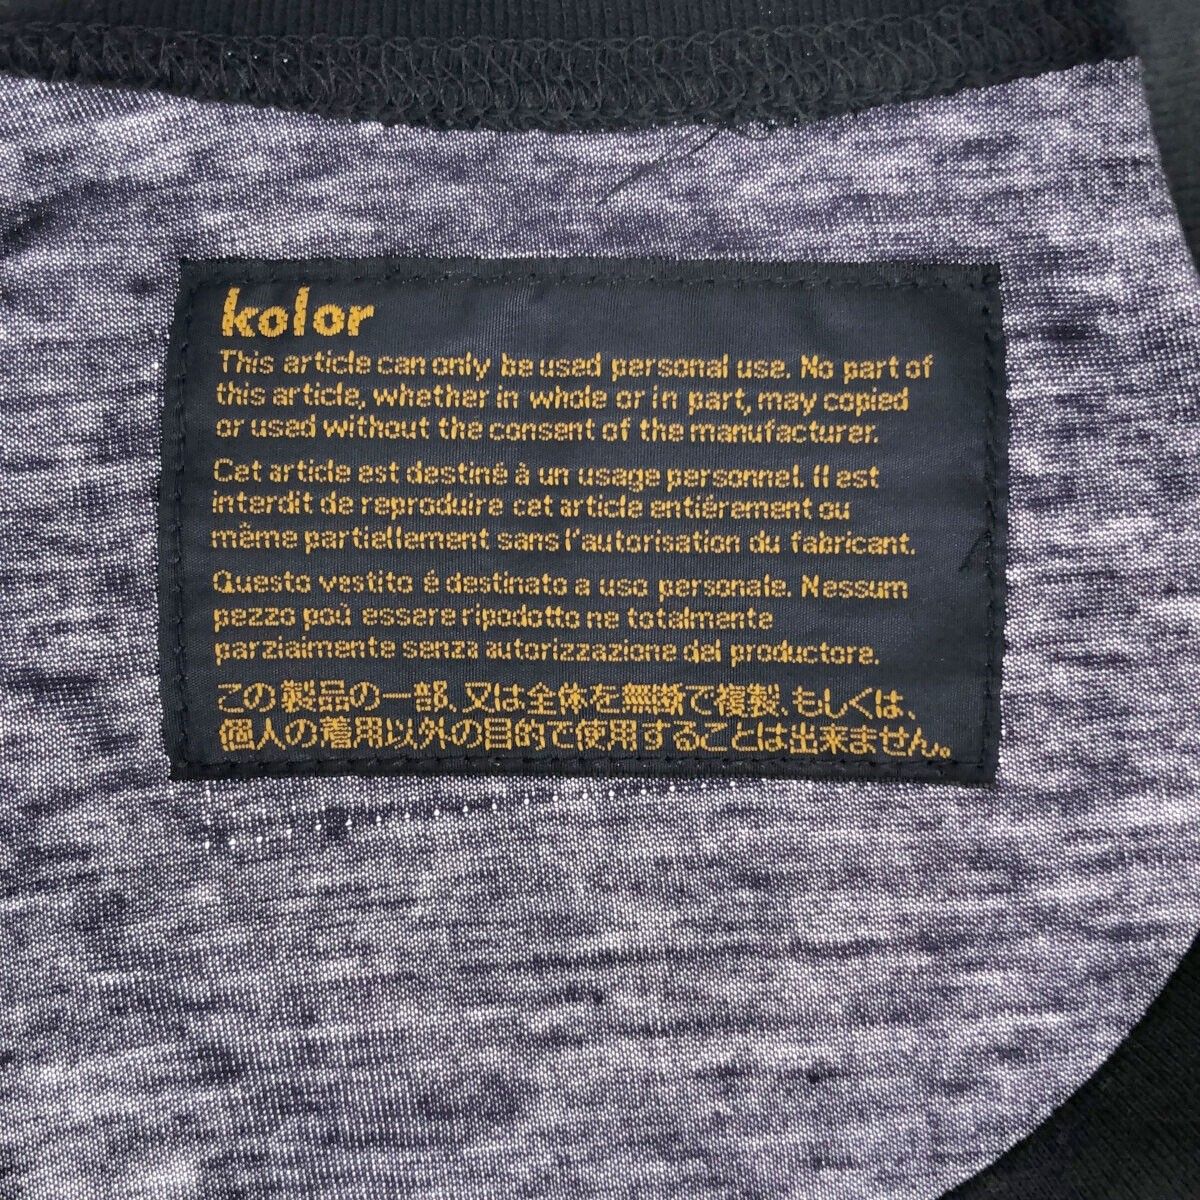 kolor
This article can only be used personal use. No part of
this article, whether in whole or in part, may copied
or used without the consent of the manufacturer.
Cet article est destiné à un usage personnel. Il est
interdit de reproduire cet article entiérement ou
même partiellement sans l'autorisation du fabricant.
Questo vestito é destinato a uso personale. Nessum
pezzo poù essere ripodotto ne totalmente
parzialmente senza autorizzazione del productore.
この製品の一部、又は全体を無断で複製、もしくは、
個人の着用以外の目的で使用することは出来ません。